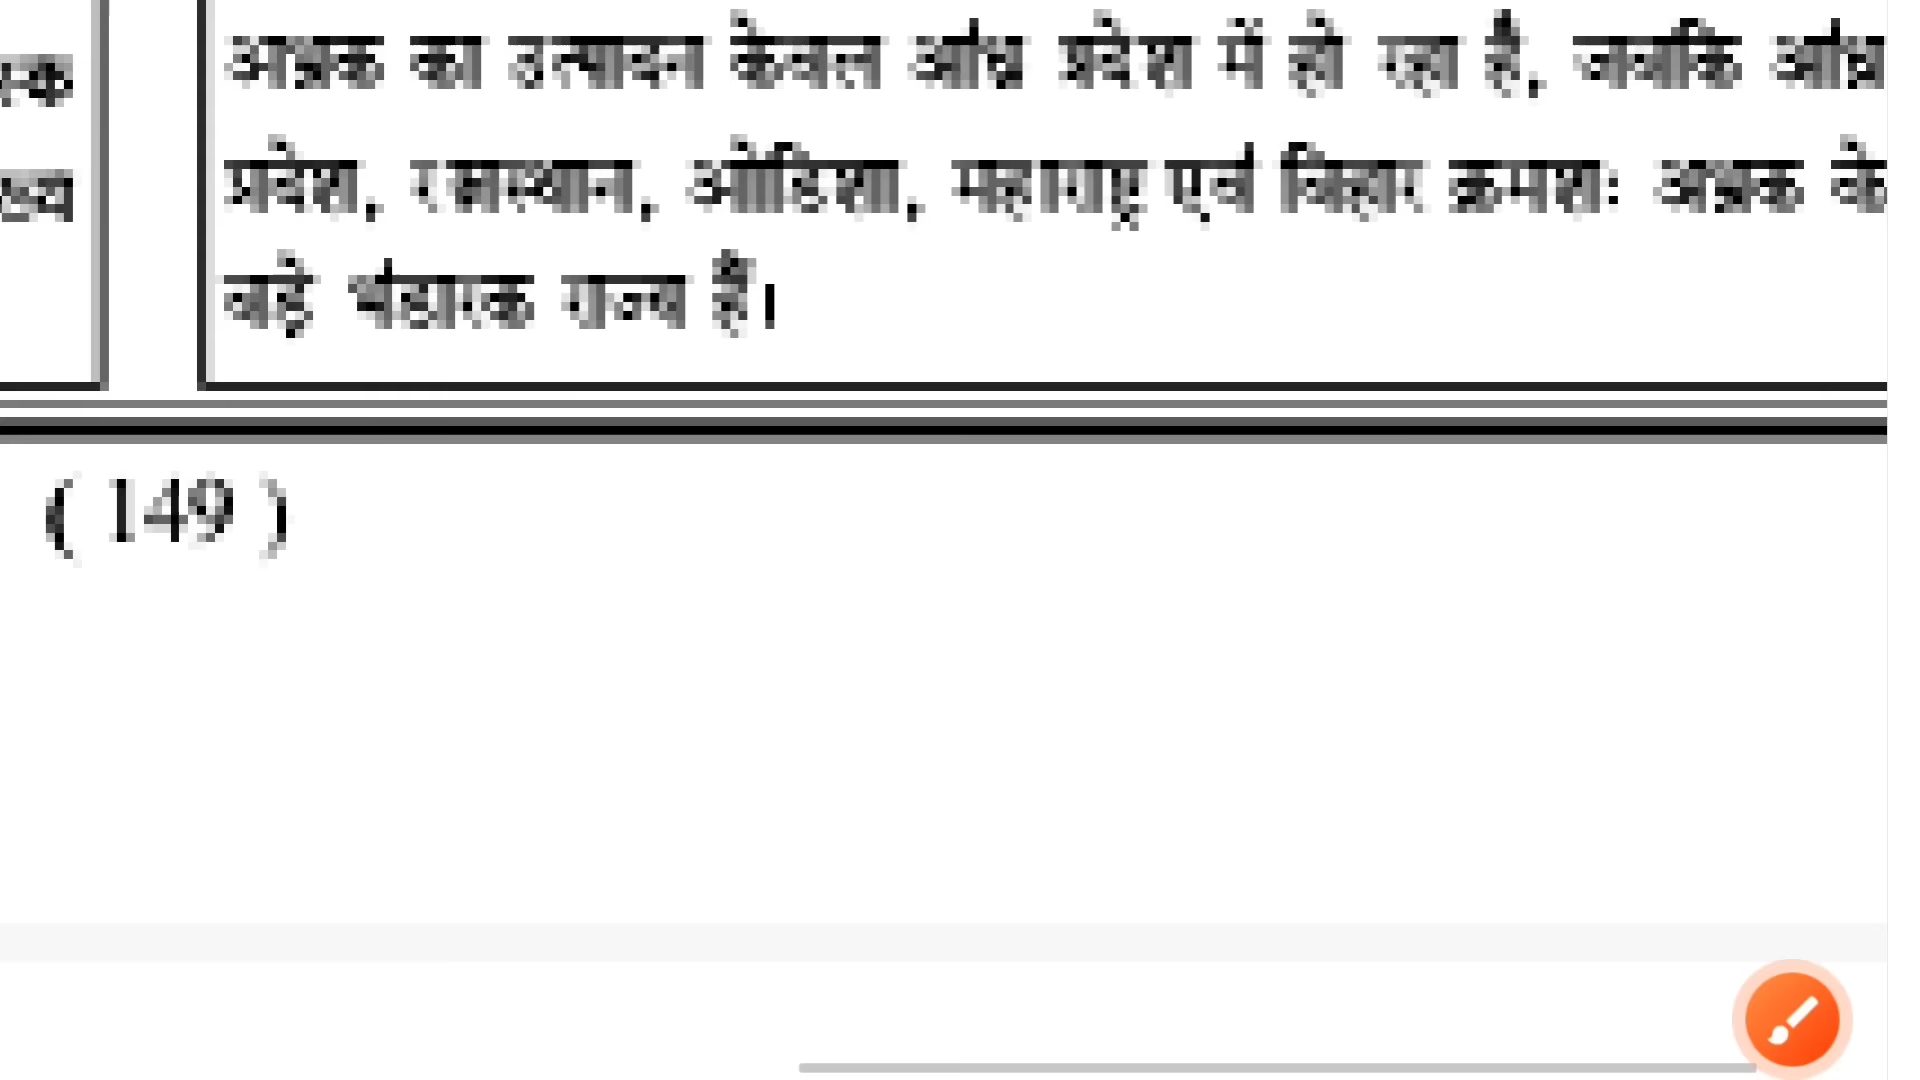 अभ्रक का उत्पादन केवल आंध्र प्रदेश में हो रहा है, जबकि आंध्र
प्रदेश, राजस्थान, ओडिशा, महाराष्ट्र एवं बिहार क्रमशः अभ्रक के
बड़े भंडारक राज्य हैं।
( 149 )